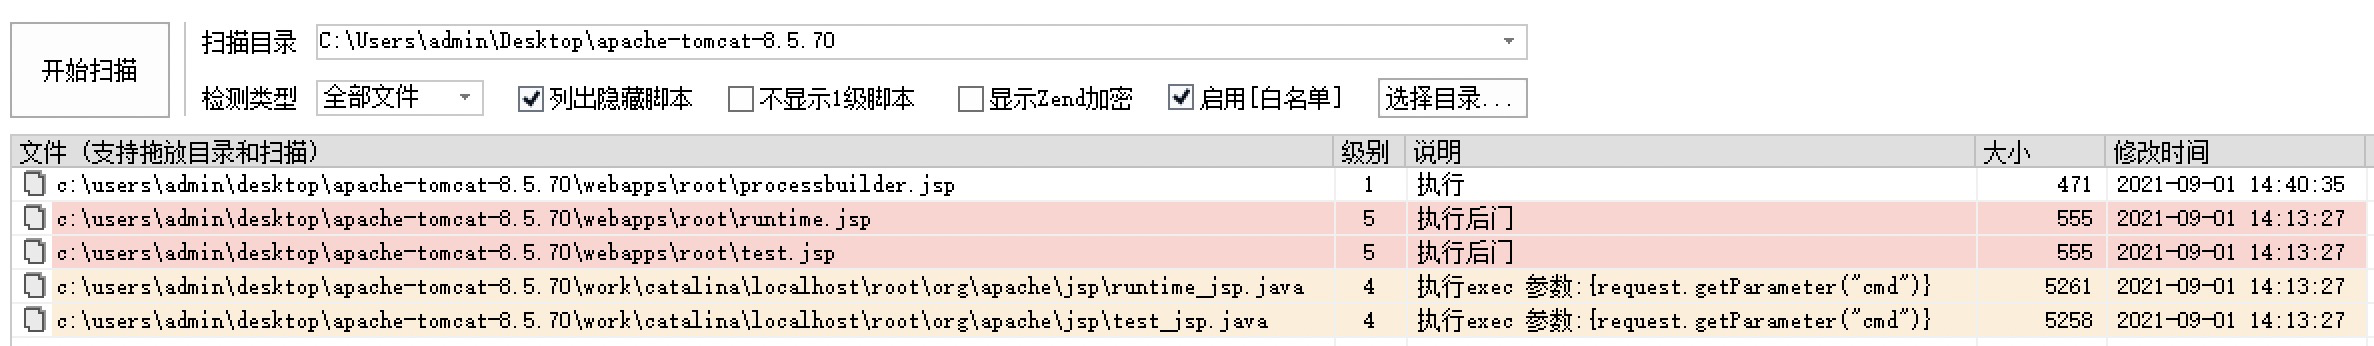 开始扫描
扫描目录 C:\Users\admin\Desktop\apache-tomcat-8.5.70
检测类型 全部文件 列出隐藏脚本 不显示1级脚本 显示Zend加密 启用[白名单] 选择目录...
文件 (支持拖放目录和扫描) 级别 说明 大小 修改时间
c:\users\admin\desktop\apache-tomcat-8.5.70\webapps\root\processbuilder.jsp 1 执行 471 2021-09-01 14:40:35
c:\users\admin\desktop\apache-tomcat-8.5.70\webapps\root\runtime.jsp 5 执行后门 555 2021-09-01 14:13:27
c:\users\admin\desktop\apache-tomcat-8.5.70\webapps\root\test.jsp 5 执行后门 555 2021-09-01 14:13:27
c:\users\admin\desktop\apache-tomcat-8.5.70\work\catalina\localhost\root\org\apache\jsp\runtime_jsp.java 4 执行exec 参数:{request.getParameter("cmd")} 5261 2021-09-01 14:13:27
c:\users\admin\desktop\apache-tomcat-8.5.70\work\catalina\localhost\root\org\apache\jsp\test_jsp.java 4 执行exec 参数:{request.getParameter("cmd")} 5258 2021-09-01 14:13:27